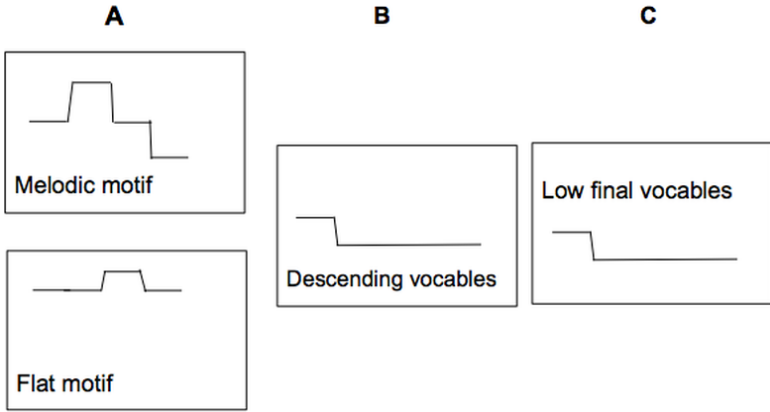 A
B
C
Melodic motif
Flat motif
Descending vocables
Low final vocables